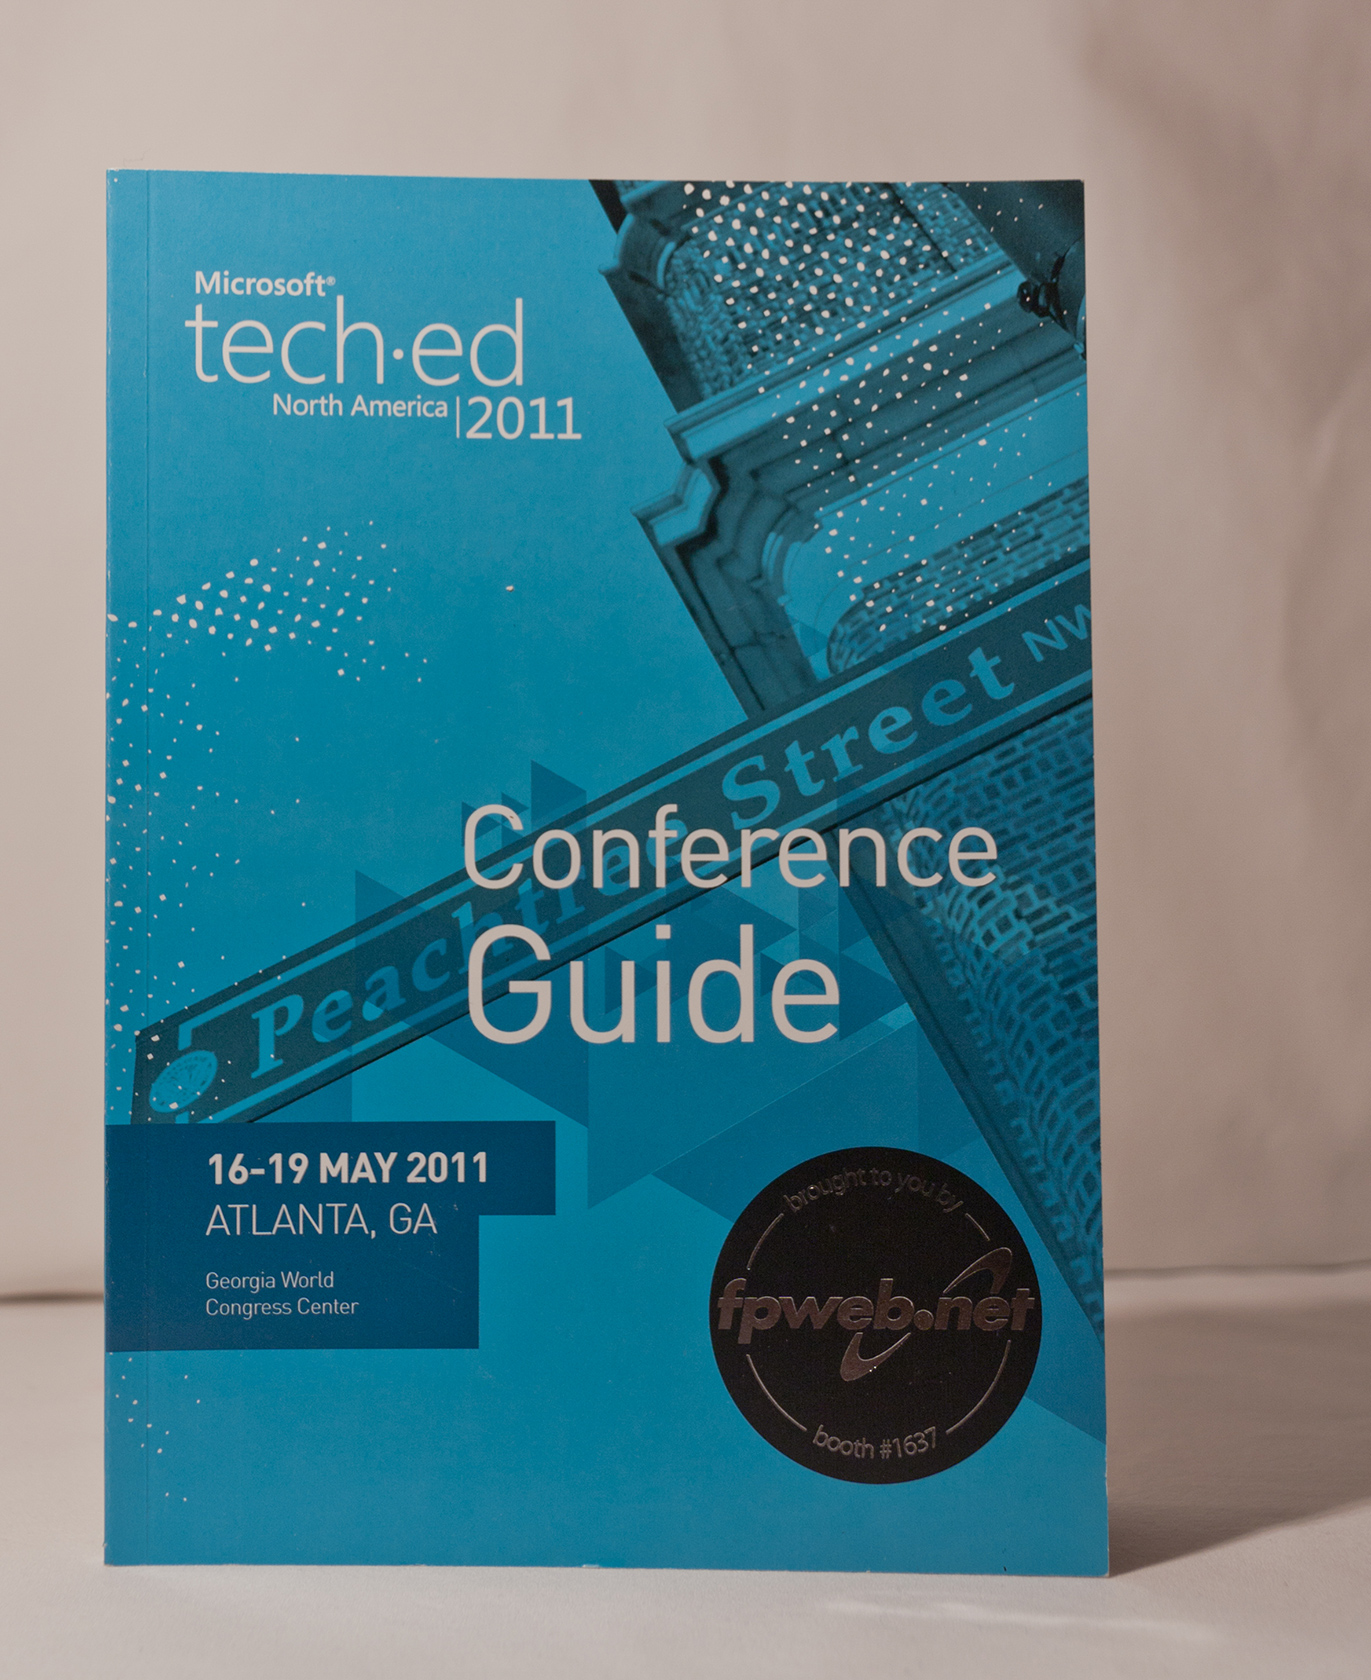 Microsoft®
tech·ed
North America | 2011
Peachtree Street NW
Conference
Guide
16-19 MAY 2011
ATLANTA, GA
Georgia World
Congress Center
brought to you by
fpweb.net
booth #1637